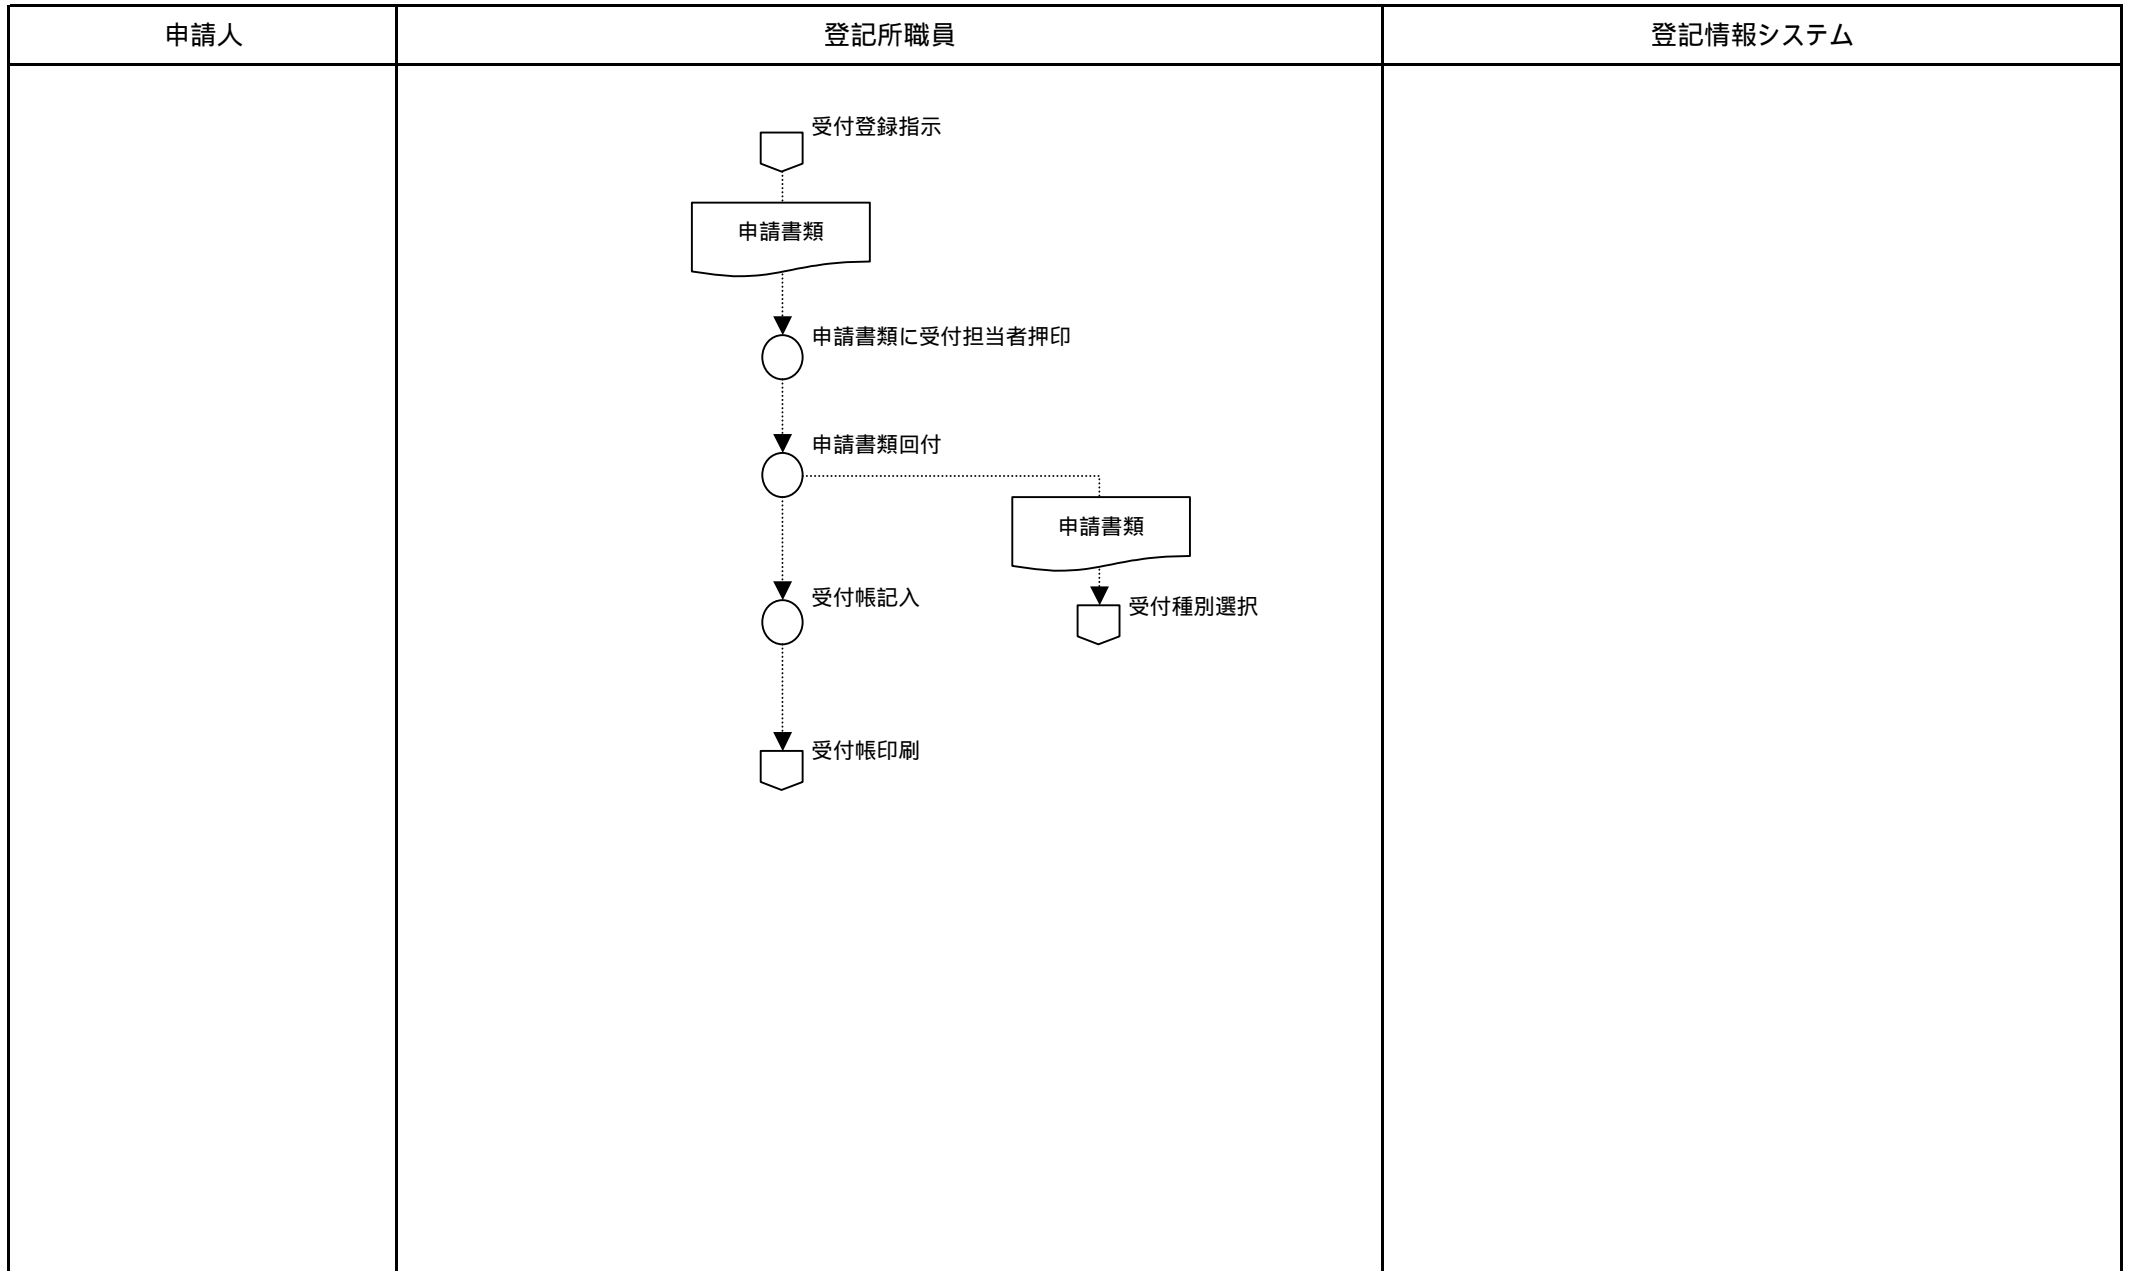 申請人
登記所職員
登記情報システム
受付登録指示
申請書類
申請書類に受付担当者押印
申請書類回付
申請書類
受付帳記入
受付種別選択
受付帳印刷